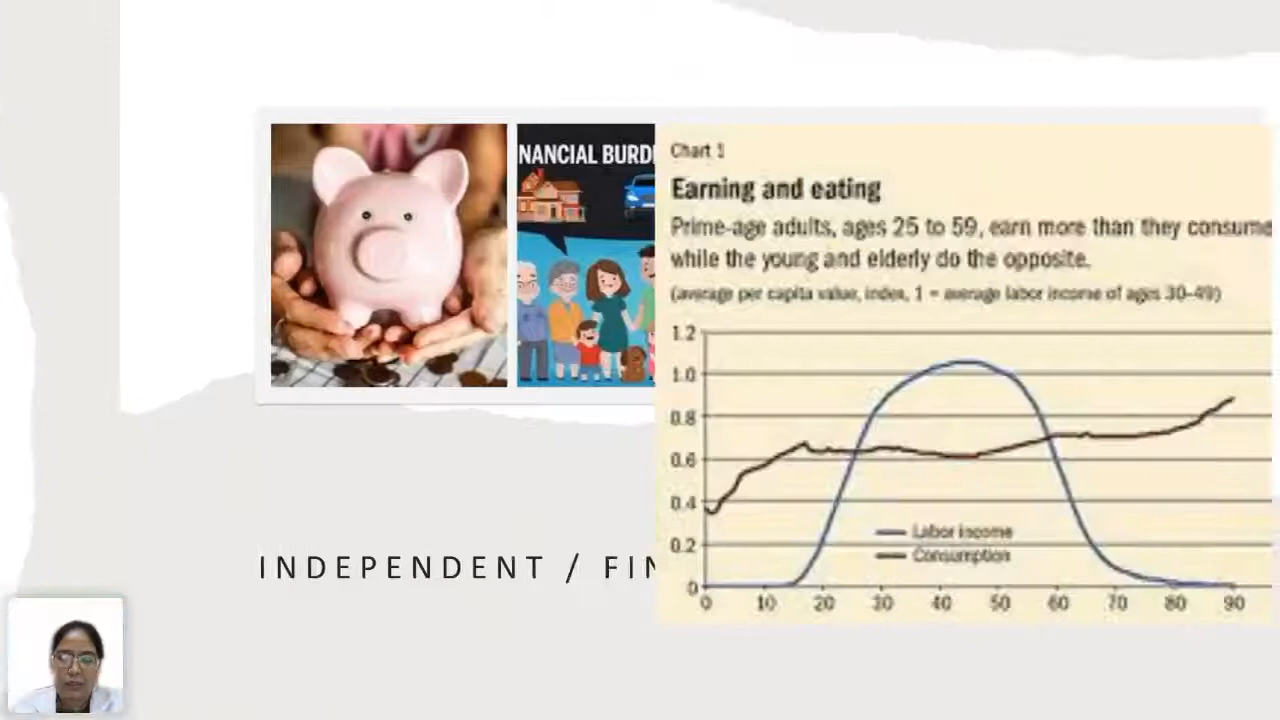 NANCIAL BURD
Chart 1
Earning and eating
Prime-age adults, ages 25 to 59, earn more than they consume
while the young and elderly do the opposite.
(average per capita value, index, 1 = average labor income of ages 30–49)
1.2
1.0
0.8
0.6
0.4
0.2
0
Labor income
Consumption
0 10 20 30 40 50 60 70 80 90
INDEPENDENT / FIN